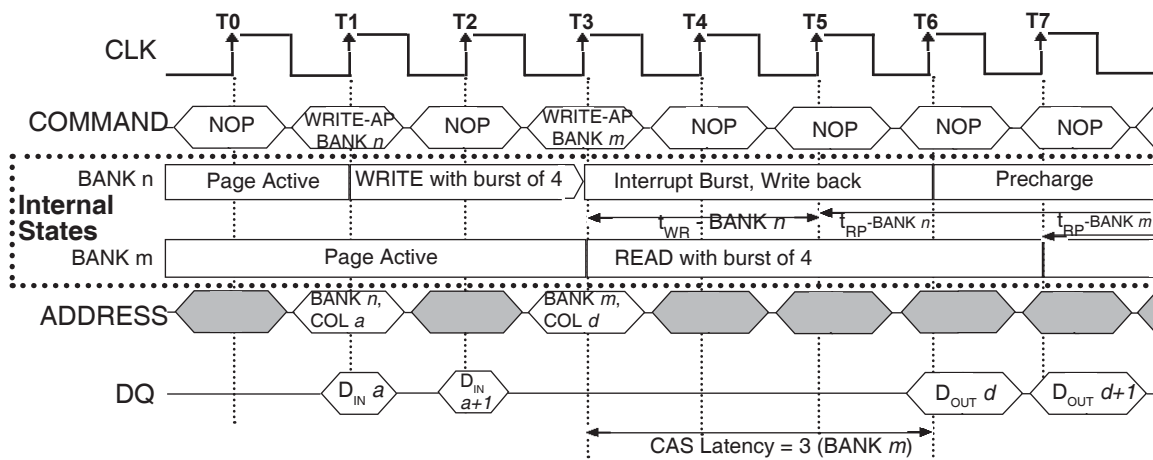 T0 T1 T2 T3 T4 T5 T6 T7
CLK
COMMAND NOP WRITE-AP BANK n NOP WRITE-AP BANK m NOP NOP NOP NOP
BANK n Page Active WRITE with burst of 4 Interrupt Burst, Write back Precharge
Internal States
tWR - BANK n tRP-BANK n tRP-BANK m
BANK m Page Active READ with burst of 4
ADDRESS BANK n, COL a BANK m, COL d
DQ DIN a DIN a+1 DOUT d DOUT d+1
CAS Latency = 3 (BANK m)